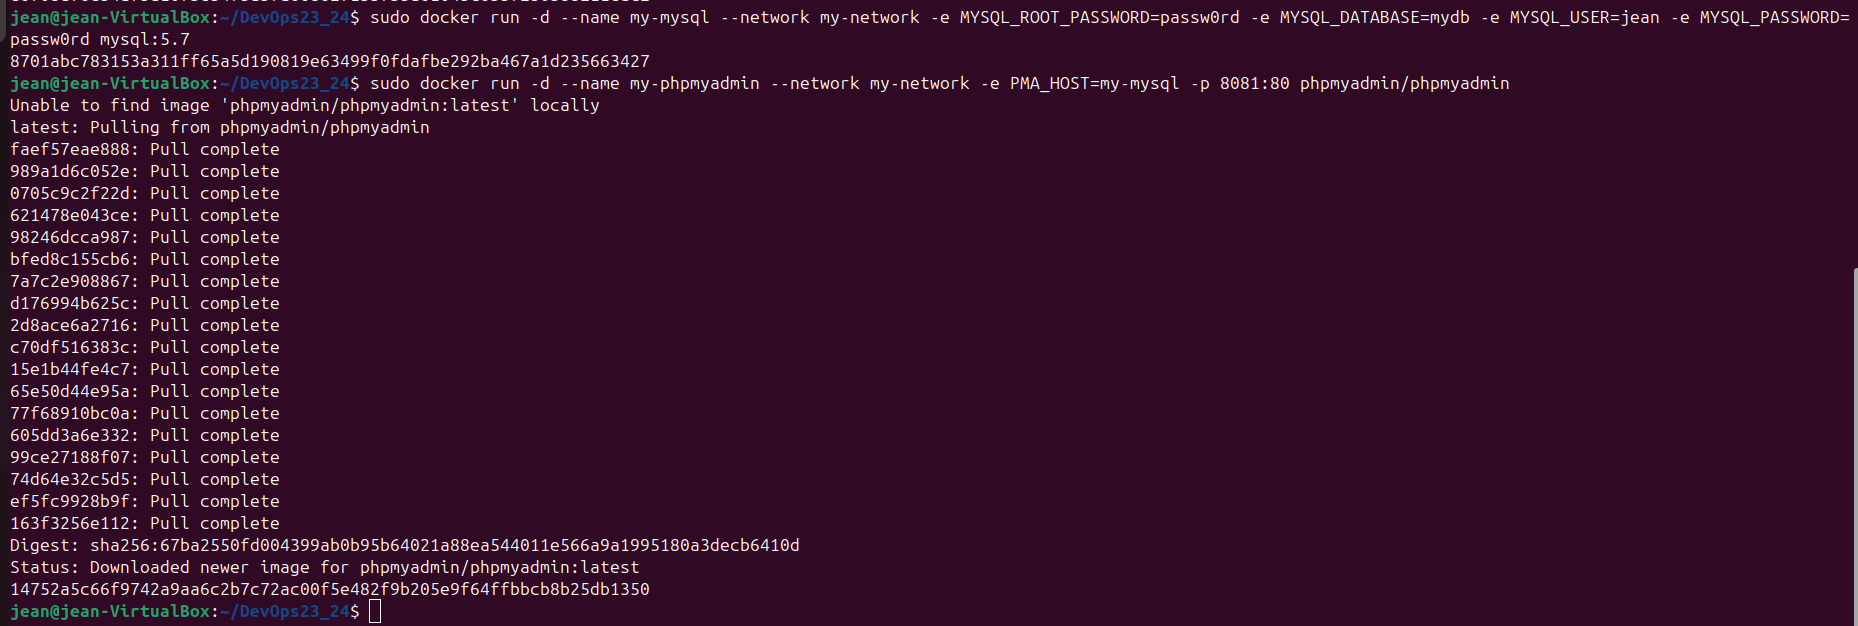 jean@jean-VirtualBox:~/DevOps23_24$ sudo docker run -d --name my-mysql --network my-network -e MYSQL_ROOT_PASSWORD=passw0rd -e MYSQL_DATABASE=mydb -e MYSQL_USER=jean -e MYSQL_PASSWORD=
passw0rd mysql:5.7
8701abc783153a311ff65a5d190819e63499f0fdafbe292ba467a1d235663427
jean@jean-VirtualBox:~/DevOps23_24$ sudo docker run -d --name my-phpmyadmin --network my-network -e PMA_HOST=my-mysql -p 8081:80 phpmyadmin/phpmyadmin
Unable to find image 'phpmyadmin/phpmyadmin:latest' locally
latest: Pulling from phpmyadmin/phpmyadmin
faef57eae888: Pull complete
989a1d6c052e: Pull complete
0705c9c2f22d: Pull complete
621478e043ce: Pull complete
98246dcca987: Pull complete
bfed8c155cb6: Pull complete
7a7c2e908867: Pull complete
d176994b625c: Pull complete
2d8ace6a2716: Pull complete
c70df516383c: Pull complete
15e1b44fe4c7: Pull complete
65e50d44e95a: Pull complete
77f68910bc0a: Pull complete
605dd3a6e332: Pull complete
99ce27188f07: Pull complete
74d64e32c5d5: Pull complete
ef5fc9928b9f: Pull complete
163f3256e112: Pull complete
Digest: sha256:67ba2550fd004399ab0b95b64021a88ea544011e566a9a1995180a3decb6410d
Status: Downloaded newer image for phpmyadmin/phpmyadmin:latest
14752a5c66f9742a9aa6c2b7c72ac00f5e482f9b205e9f64ffbbcb8b25db1350
jean@jean-VirtualBox:~/DevOps23_24$